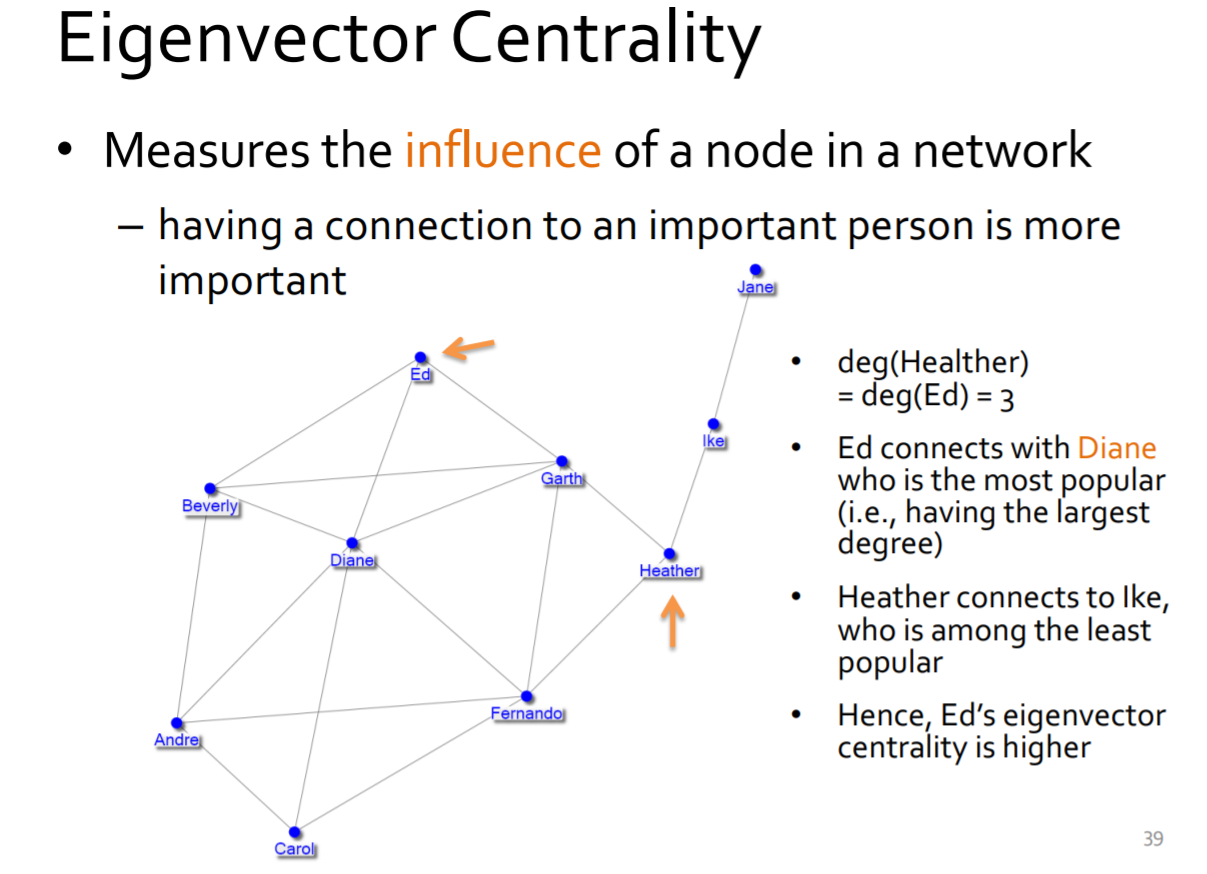 Eigenvector Centrality
• Measures the influence of a node in a network
– having a connection to an important person is more
important
Jane
Ed
Ike
Garth
Beverly
Diane
Heather
Fernando
Andre
Carol
• deg(Healther)
= deg(Ed) = 3
• Ed connects with Diane
who is the most popular
(i.e., having the largest
degree)
• Heather connects to Ike,
who is among the least
popular
• Hence, Ed’s eigenvector
centrality is higher
39